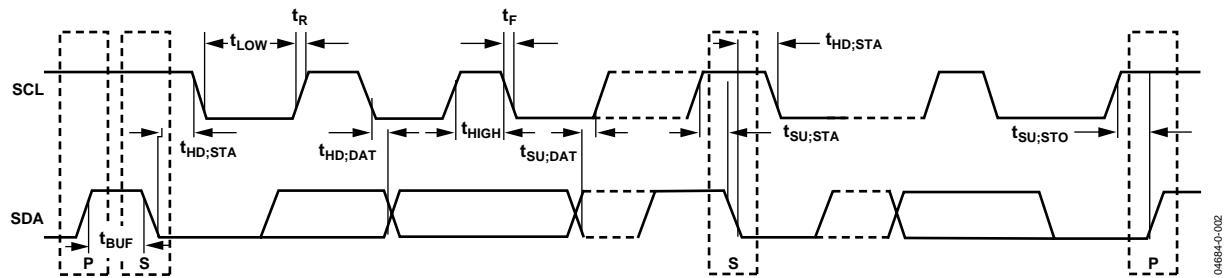 tR
tF
tLOW
tHD;STA
SCL
tHD;STA
tHD;DAT
tHIGH
tSU;DAT
tSU;STA
tSU;STO
SDA
tBUF
P
S
S
P
04684-0-002